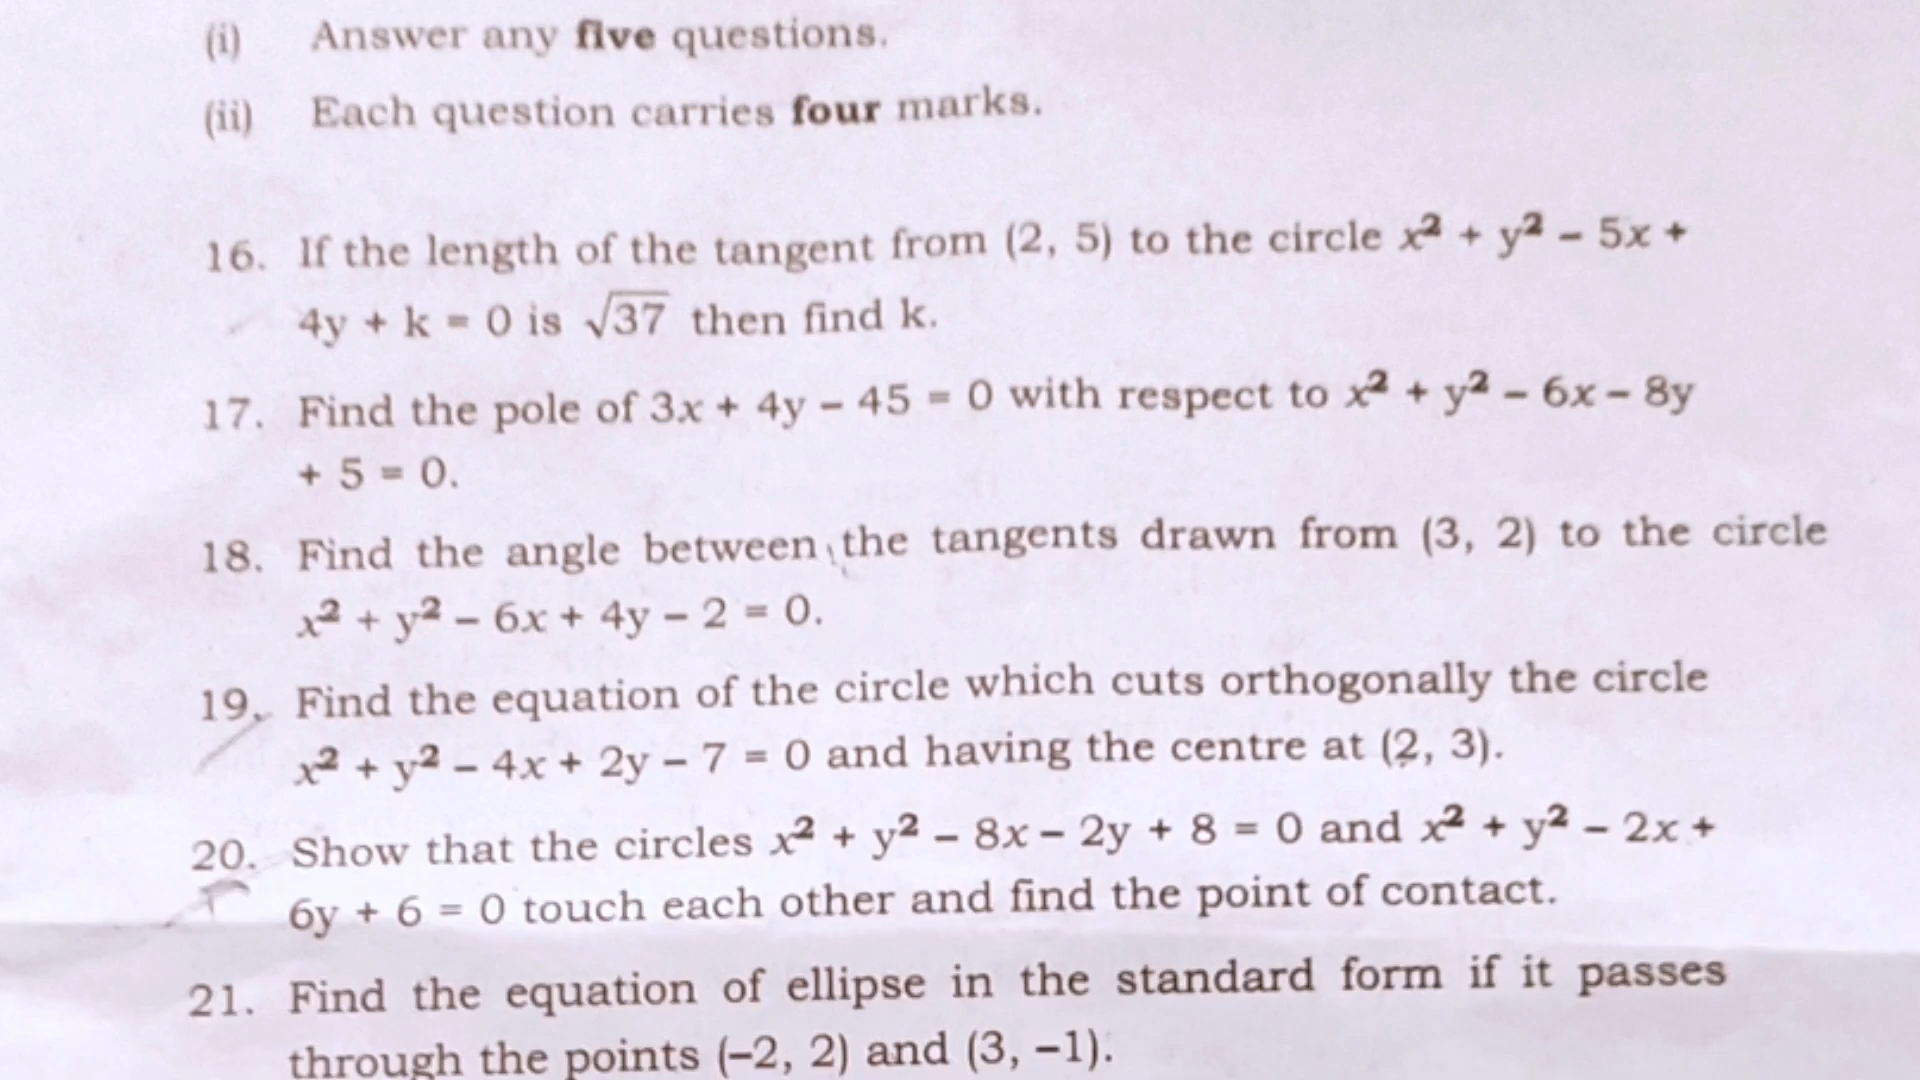 (i) Answer any five questions.
(ii) Each question carries four marks.
16. If the length of the tangent from (2, 5) to the circle x² + y² – 5x +
4y + k = 0 is √37 then find k.
17. Find the pole of 3x + 4y – 45 = 0 with respect to x² + y² – 6x – 8y
+ 5 = 0.
18. Find the angle between the tangents drawn from (3, 2) to the circle
x² + y² – 6x + 4y – 2 = 0.
19. Find the equation of the circle which cuts orthogonally the circle
x² + y² – 4x + 2y – 7 = 0 and having the centre at (2, 3).
20. Show that the circles x² + y² – 8x – 2y + 8 = 0 and x² + y² – 2x +
6y + 6 = 0 touch each other and find the point of contact.
21. Find the equation of ellipse in the standard form if it passes
through the points (–2, 2) and (3, –1).